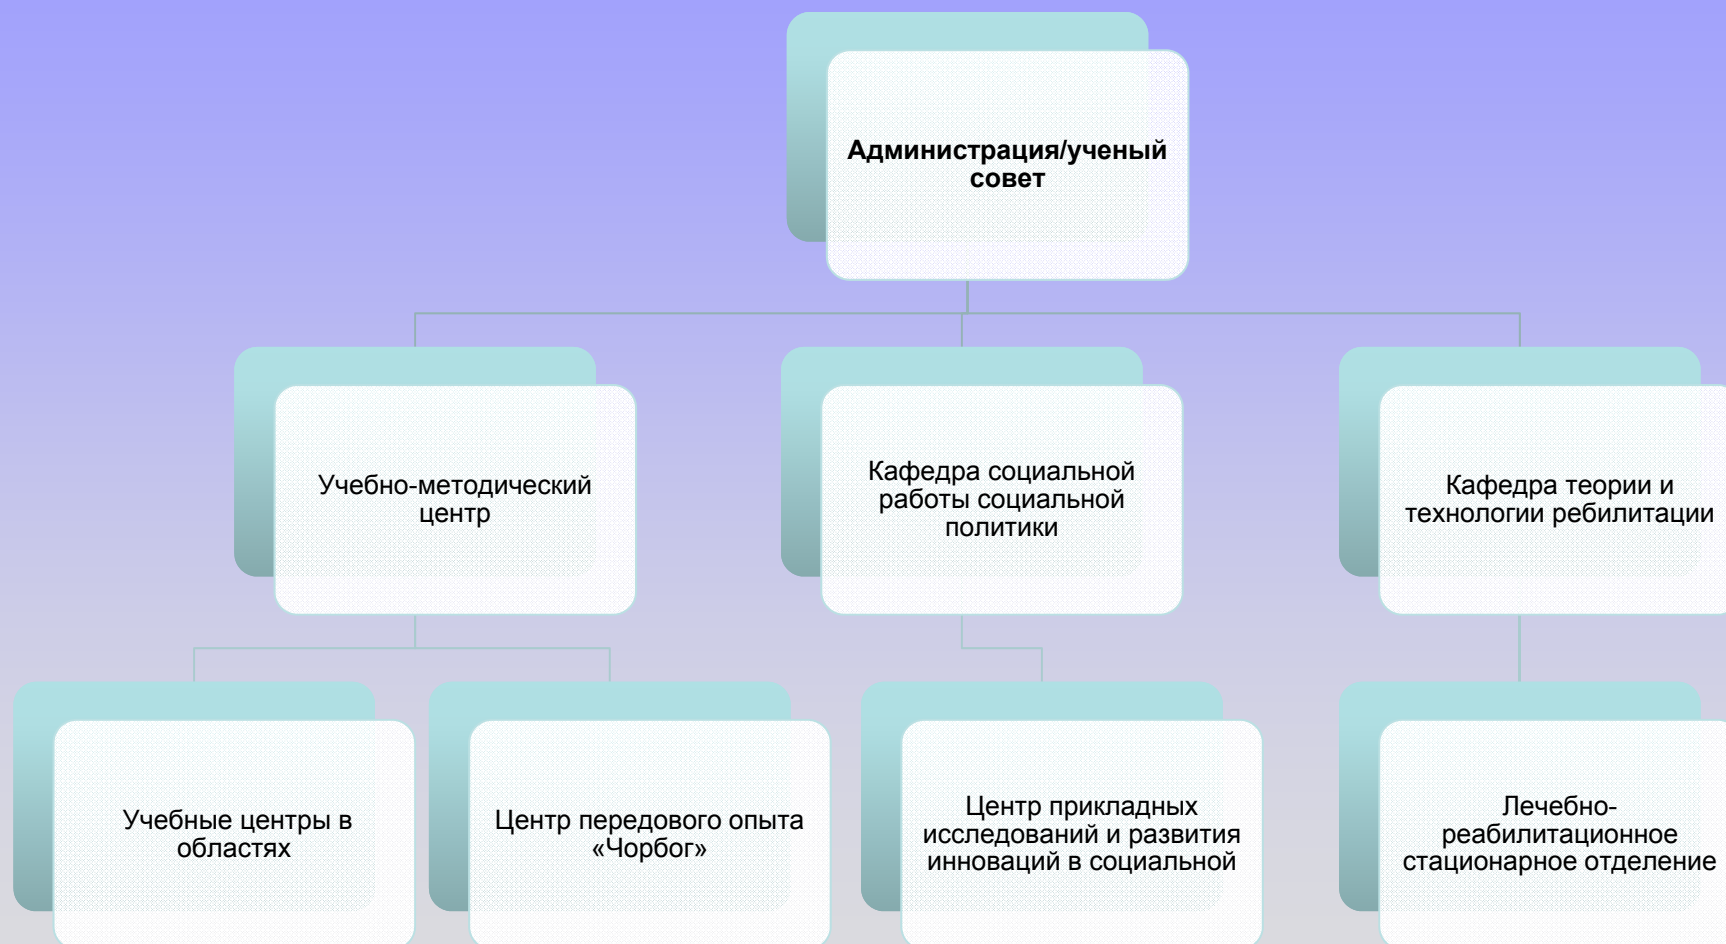 Администрация/ученый
совет
Учебно-методический
центр
Кафедра социальной
работы социальной
политики
Кафедра теории и
технологии ребилитации
Учебные центры в
областях
Центр передового опыта
«Чорбог»
Центр прикладных
исследований и развития
инноваций в социальной
Лечебно-
реабилитационное
стационарное отделение